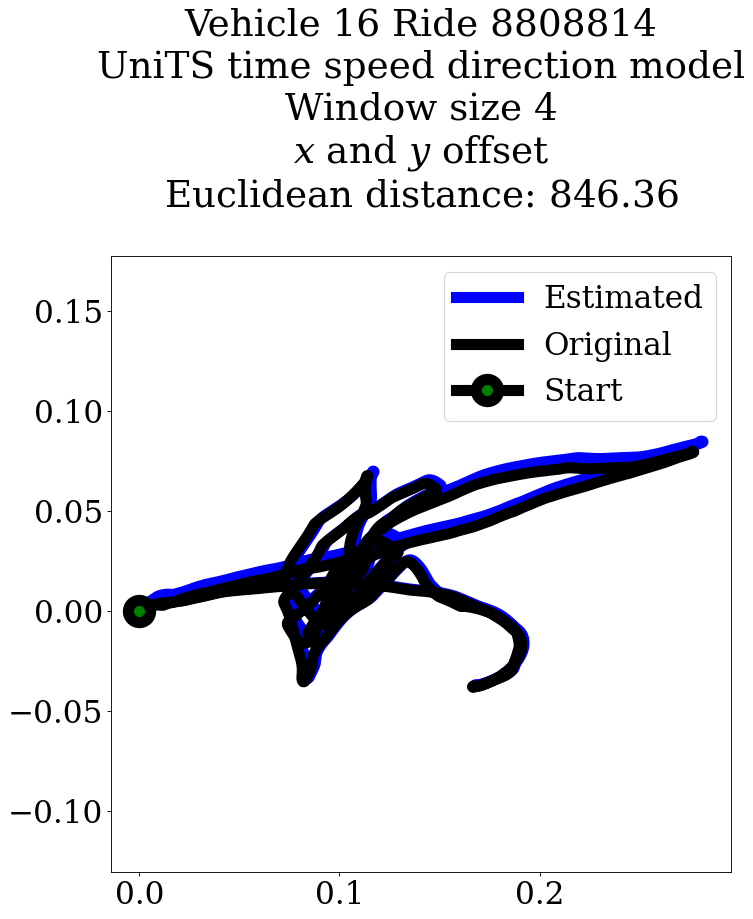 Vehicle 16 Ride 8808814
UniTS time speed direction model
Window size 4
x and y offset
Euclidean distance: 846.36
Estimated
Original
Start
0.15
0.10
0.05
0.00
−0.05
−0.10
0.0 0.1 0.2